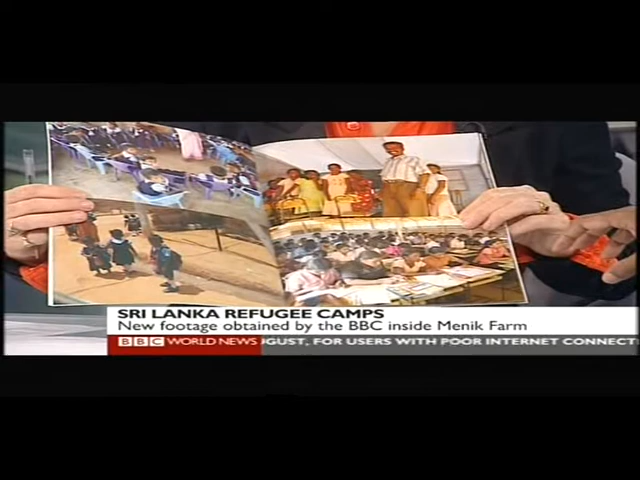 SRI LANKA REFUGEE CAMPS
New footage obtained by the BBC inside Menik Farm
BBC WORLD NEWS GUST, FOR USERS WITH POOR INTERNET CONNECT